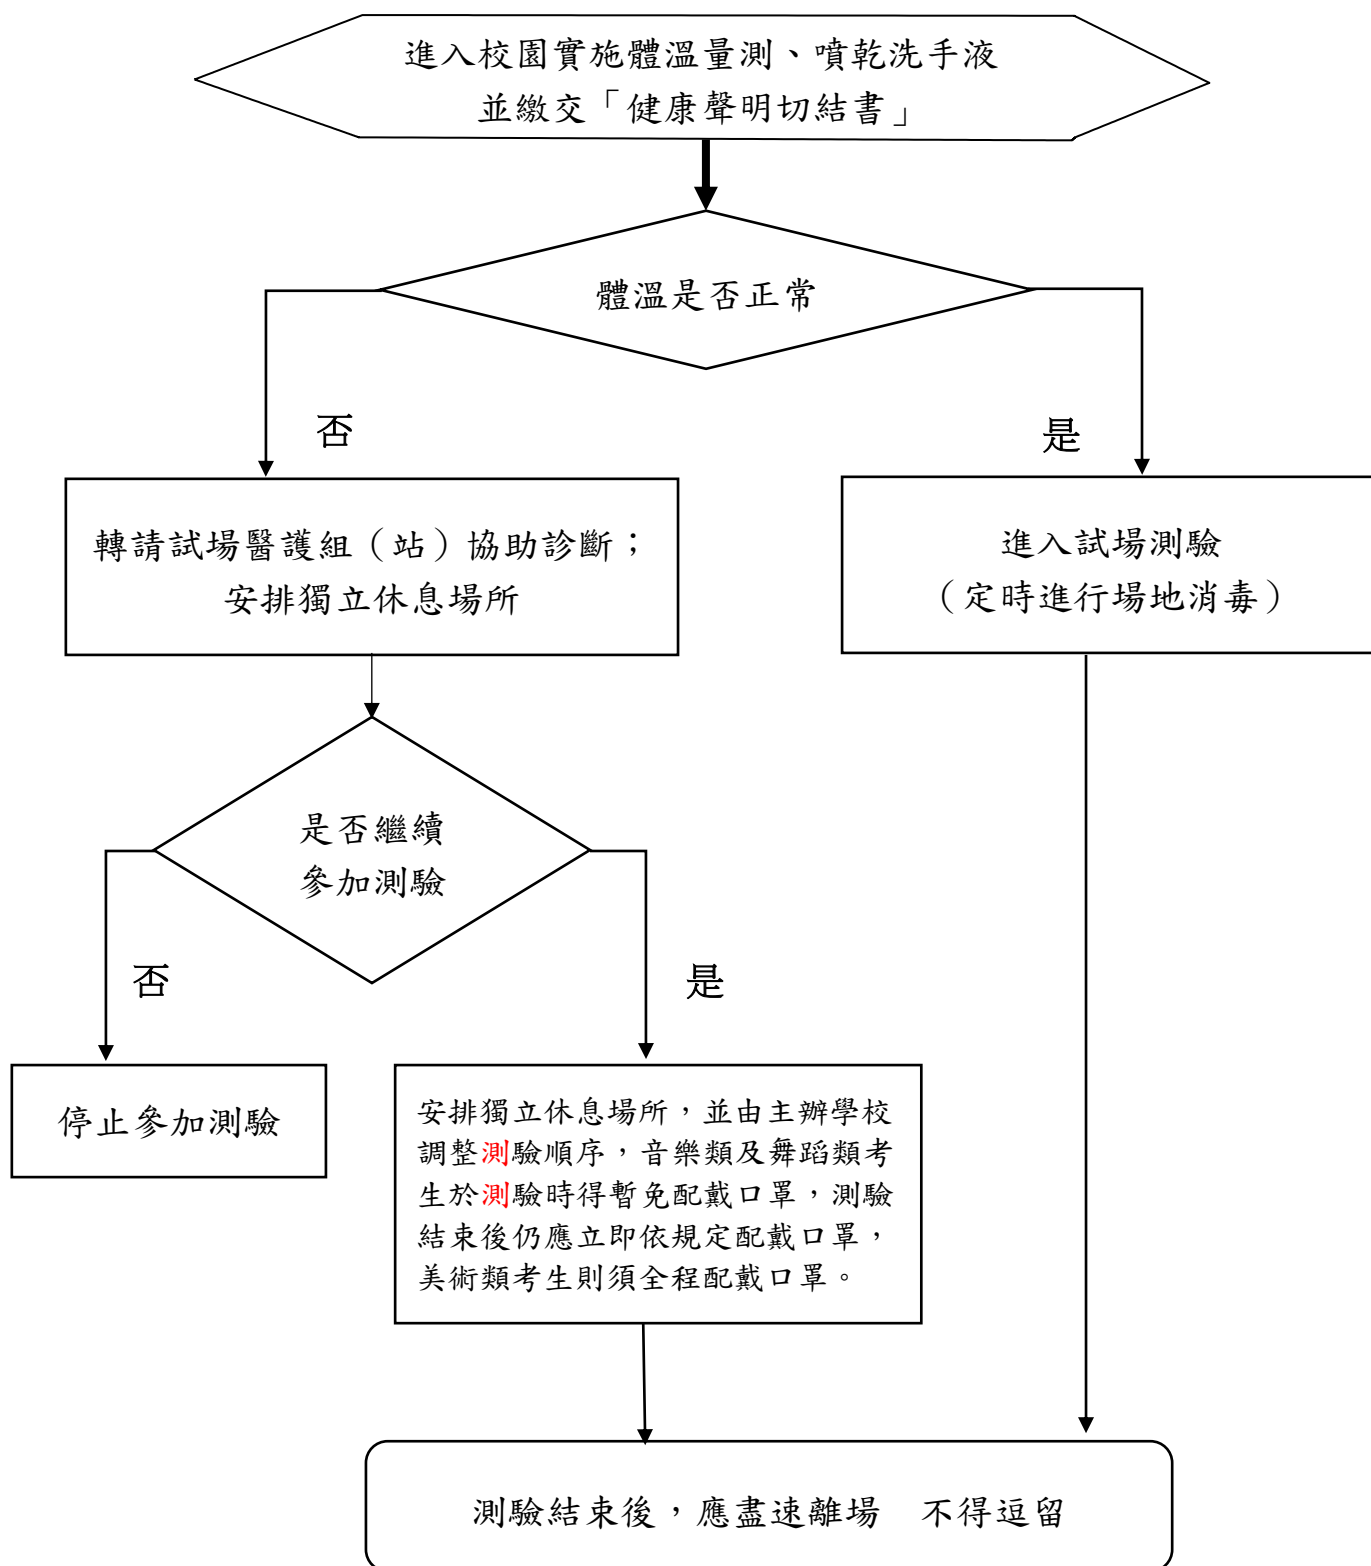 進入校園實施體溫量測、噴乾洗手液
並繳交「健康聲明切結書」
體溫是否正常
否
是
轉請試場醫護組（站）協助診斷；
安排獨立休息場所
進入試場測驗
（定時進行場地消毒）
是否繼續
參加測驗
否
是
停止參加測驗
安排獨立休息場所，並由主辦學校
調整測驗順序，音樂類及舞蹈類考
生於測驗時得暫免配戴口罩，測驗
結束後仍應立即依規定配戴口罩，
美術類考生則須全程配戴口罩。
測驗結束後，應盡速離場　不得逗留